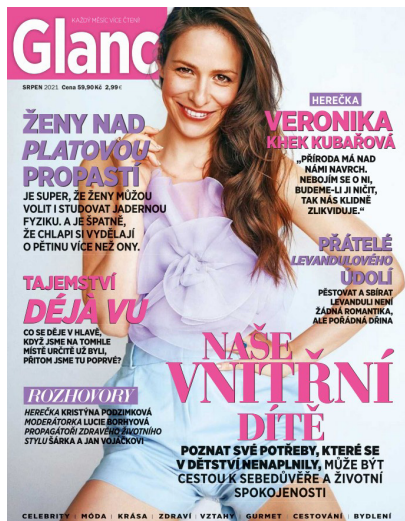 KAŽDÝ MĚSÍC VÍCE ČTENÍ
Glanc
SRPEN 2021 Cena 59,90 Kč 2,99 €
HEREČKA
VERONIKA
KHEK KUBAŘOVÁ
„PŘÍRODA MÁ NAD
NÁMI NAVRCH.
NEBOJÍM SE O NI,
BUDEME-LI JI NIČIT,
TAK NÁS KLIDNĚ
ZLIKVIDUJE.“
ŽENY NAD
PLATOVOU
PROPASTÍ
JE SUPER, ŽE ŽENY MŮŽOU
VOLIT I STUDOVAT JADERNOU
FYZIKU. A JE ŠPATNĚ,
ŽE CHLAPI SI VYDĚLAJÍ
O PĚTINU VÍCE NEŽ ONY.
PŘÁTELÉ
LEVANDULOVÉHO
ÚDOLÍ
PĚSTOVAT A SBÍRAT
LEVANDULI NENÍ
ŽÁDNÁ ROMANTIKA,
ALE POŘÁDNÁ DŘINA
TAJEMSTVÍ
DÉJÀ VU
CO SE DĚJE V HLAVĚ,
KDYŽ JSME NA TOMHLE
MÍSTĚ URČITĚ UŽ BYLI,
PŘITOM JSME TU POPRVÉ?
NAŠE
VNITŘNÍ
DÍTĚ
POZNAT SVÉ POTŘEBY, KTERÉ SE
V DĚTSTVÍ NENAPLNILY, MŮŽE BÝT
CESTOU K SEBEDŮVĚŘE A ŽIVOTNÍ
SPOKOJENOSTI
ROZHOVORY
HEREČKA KRISTÝNA PODZIMKOVÁ
MODERÁTORKA LUCIE BORHYOVÁ
PROPAGÁTOŘI ZDRAVÉHO ŽIVOTNÍHO
STYLU ŠÁRKA A JAN VOJÁČKOVI
CELEBRITY | MÓDA | KRÁSA | ZDRAVÍ | VZTAHY | GURMET | CESTOVÁNÍ | BYDLENÍ